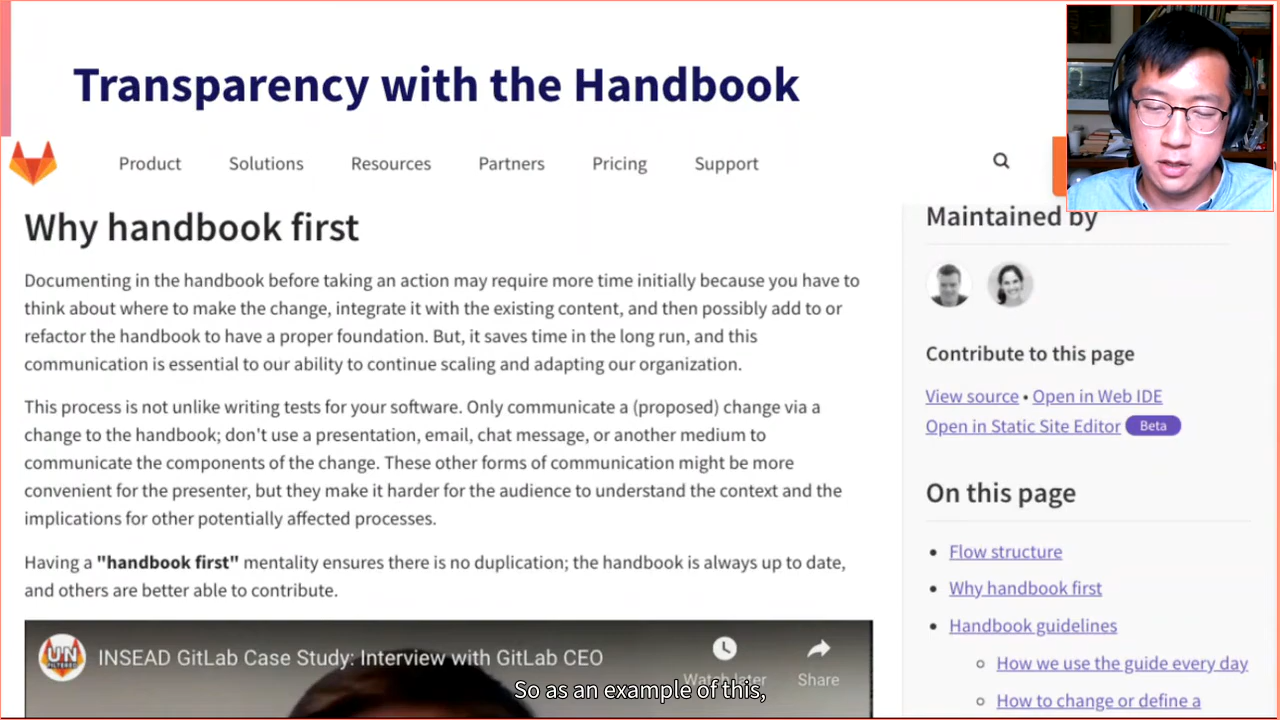 Transparency with the Handbook
Product Solutions Resources Partners Pricing Support
Why handbook first
Documenting in the handbook before taking an action may require more time initially because you have to
think about where to make the change, integrate it with the existing content, and then possibly add to or
refactor the handbook to have a proper foundation. But, it saves time in the long run, and this
communication is essential to our ability to continue scaling and adapting our organization.
This process is not unlike writing tests for your software. Only communicate a (proposed) change via a
change to the handbook; don't use a presentation, email, chat message, or another medium to
communicate the components of the change. These other forms of communication might be more
convenient for the presenter, but they make it harder for the audience to understand the context and the
implications for other potentially affected processes.
Having a "handbook first" mentality ensures there is no duplication; the handbook is always up to date,
and others are better able to contribute.
UN
FILTERED
INSEAD GitLab Case Study: Interview with GitLab CEO
Watch later
Share
Maintained by
Contribute to this page
View source • Open in Web IDE
Open in Static Site Editor Beta
On this page
Flow structure
Why handbook first
Handbook guidelines
How we use the guide every day
How to change or define a
So as an example of this,